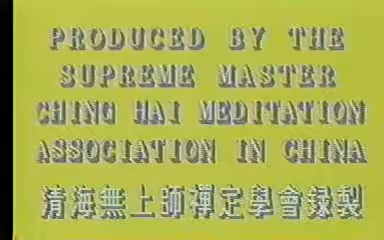 PRODUCED BY THE
SUPREME MASTER
CHING HAI MEDITATION
ASSOCIATION IN CHINA
清海無上師禪定學會録製